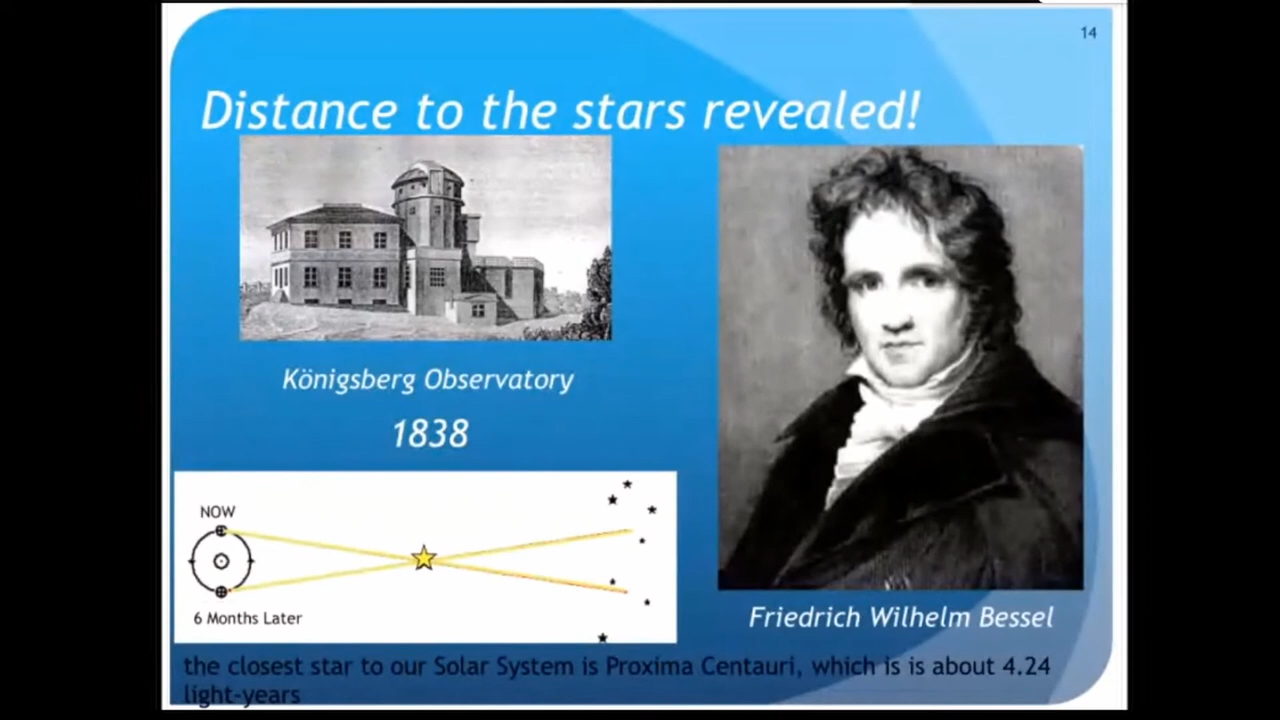 14
Distance to the stars revealed!
Königsberg Observatory
1838
NOW
6 Months Later
Friedrich Wilhelm Bessel
the closest star to our Solar System is Proxima Centauri, which is is about 4.24
light-years